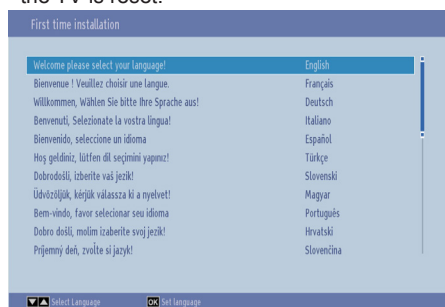 the TV is reset.
First time installation
Welcome please select your language! English
Bienvenue ! Veuillez choisir une langue. Français
Willkommen, Wählen Sie bitte Ihre Sprache aus! Deutsch
Benvenuti, Selezionate la vostra lingua! Italiano
Bienvenido, seleccione un idioma Español
Hoş geldiniz, lütfen dil seçimini yapınız! Türkçe
Dobrodošli, izberite vaš jezik! Slovenski
Üdvözöljük, kérjük válassza ki a nyelvet! Magyar
Bem-vindo, favor selecionar seu idioma Português
Dobro došli, molim izaberite svoj jezik! Hrvatski
Príjemný deň, zvoľte si jazyk! Slovenčina
Select Language OK Set language